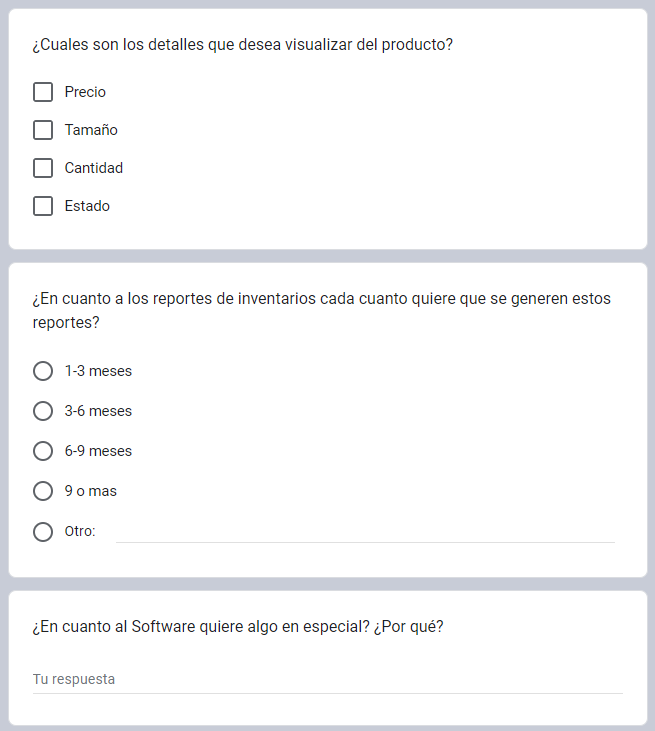 ¿Cuales son los detalles que desea visualizar del producto?
Precio
Tamaño
Cantidad
Estado
¿En cuanto a los reportes de inventarios cada cuanto quiere que se generen estos
reportes?
1-3 meses
3-6 meses
6-9 meses
9 o mas
Otro:
¿En cuanto al Software quiere algo en especial? ¿Por qué?
Tu respuesta